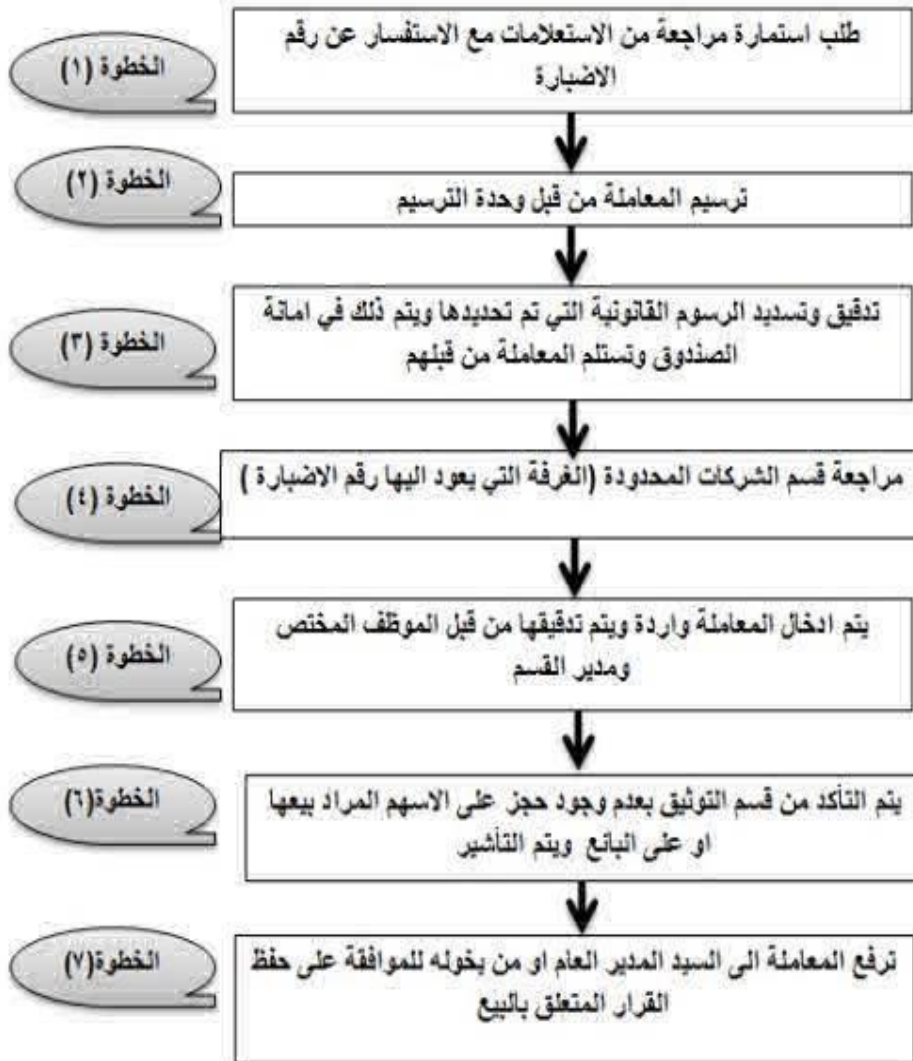 الخطوة (١)
طلب استمارة مراجعة من الاستعلامات مع الاستفسار عن رقم
الاضبارة
الخطوة (٢)
ترسيم المعاملة من قبل وحدة الترسيم
الخطوة (٣)
تدقيق وتسديد الرسوم القانونية التي تم تحديدها ويتم ذلك في امانة
الصندوق وتستلم المعاملة من قبلهم
الخطوة (٤)
مراجعة قسم الشركات المحدودة (الغرفة التي يعود اليها رقم الاضبارة )
الخطوة (٥)
يتم ادخال المعاملة واردة ويتم تدقيقها من قبل الموظف المختص
ومدير القسم
الخطوة(٦)
يتم التأكد من قسم التوثيق بعدم وجود حجز على الاسهم المراد بيعها
او على البائع ويتم التأشير
الخطوة(٧)
ترفع المعاملة الى السيد المدير العام او من يخوله للموافقة على حفظ
القرار المتعلق بالبيع